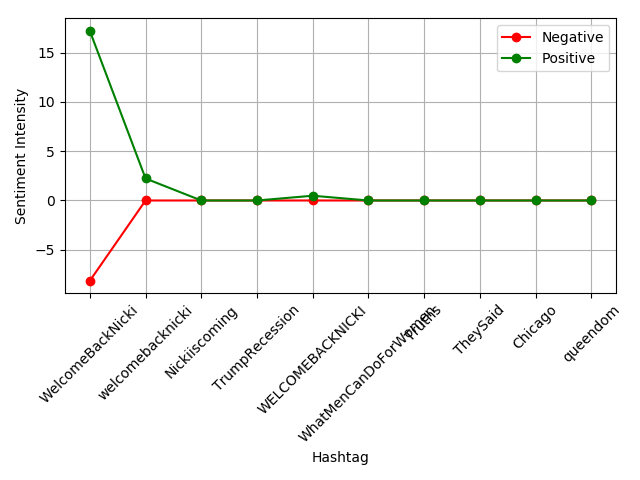 Negative
Positive
15
10
5
0
−5
Sentiment Intensity
WelcomeBackNicki
welcomebacknicki
Nickiiscoming
TrumpRecession
WELCOMEBACKNICKI
WhatMenCanDoForWomen
Truths
TheySaid
Chicago
queendom
Hashtag